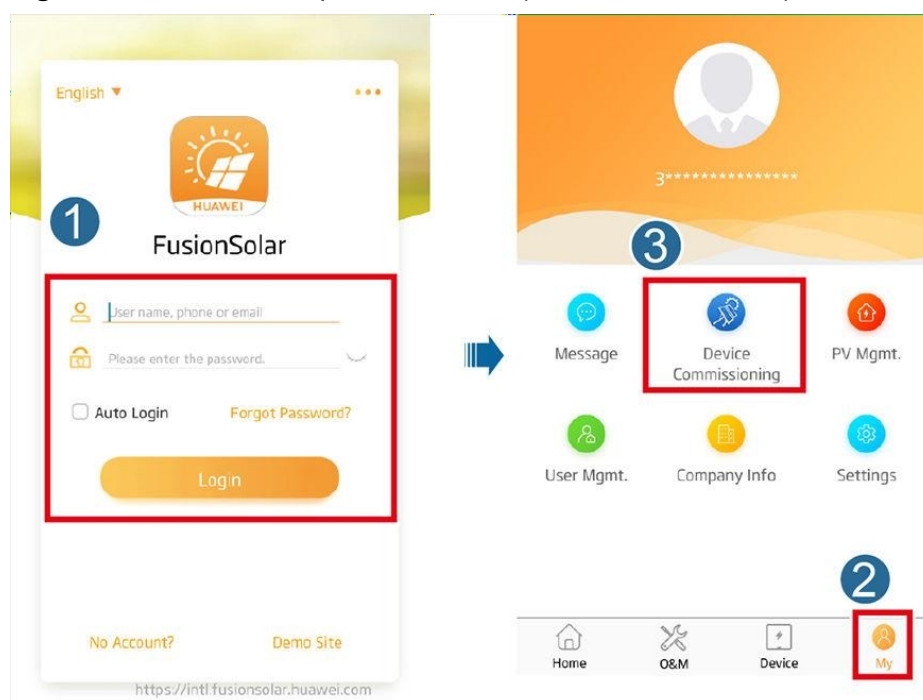 English ▼
HUAWEI
1
FusionSolar
User name, phone or email
Please enter the password.
Auto Login Forgot Password?
Login
No Account? Demo Site
https://intl.fusionsolar.huawei.com
3***************
3
Message Device Commissioning PV Mgmt.
User Mgmt. Company Info Settings
2
Home O&M Device My